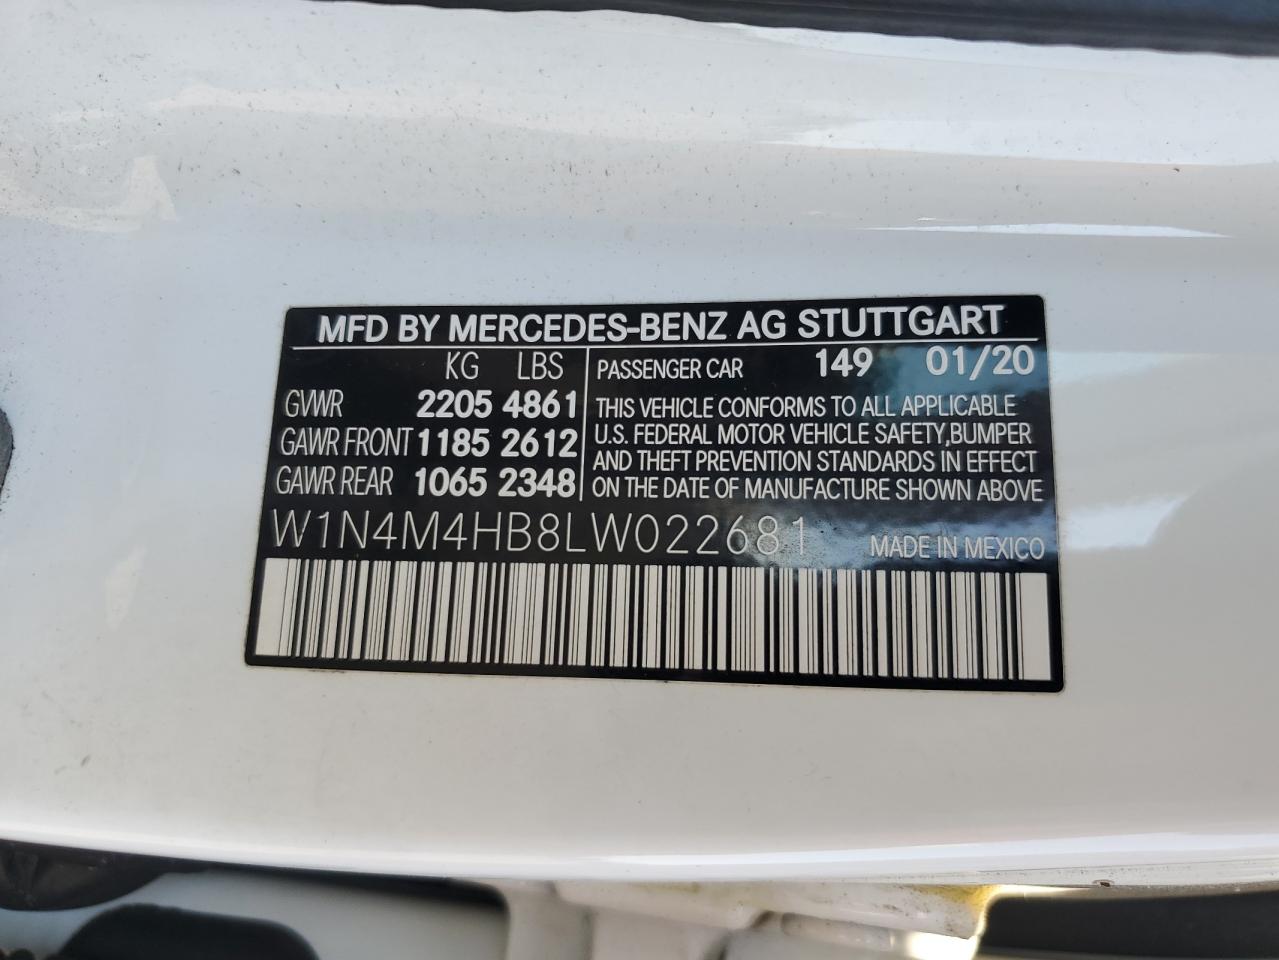 MFD BY MERCEDES-BENZ AG STUTTGART
KG LBS
GVWR 2205 4861
GAWR FRONT 1185 2612
GAWR REAR 1065 2348
PASSENGER CAR 149 01/20
THIS VEHICLE CONFORMS TO ALL APPLICABLE
U.S. FEDERAL MOTOR VEHICLE SAFETY,BUMPER
AND THEFT PREVENTION STANDARDS IN EFFECT
ON THE DATE OF MANUFACTURE SHOWN ABOVE
W1N4M4HB8LW022681 MADE IN MEXICO